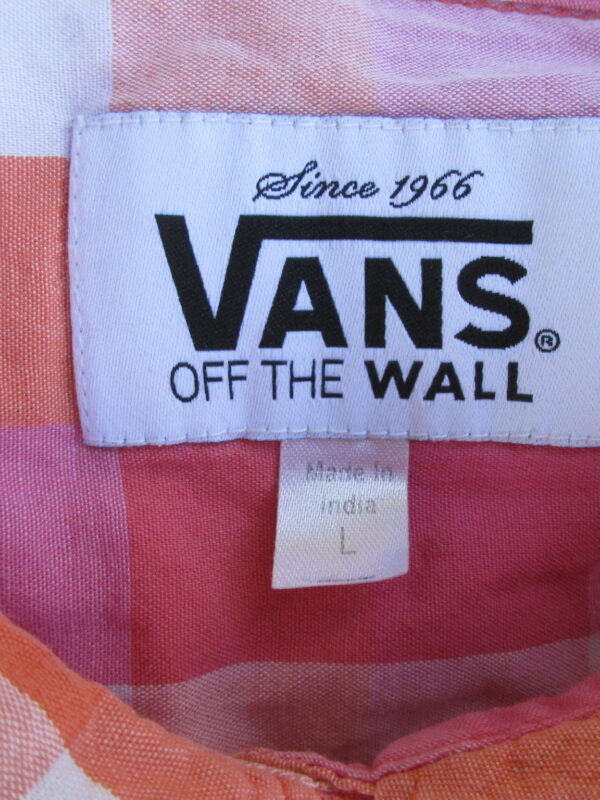 Since 1966
VANS®
OFF THE WALL
Made in
India
L